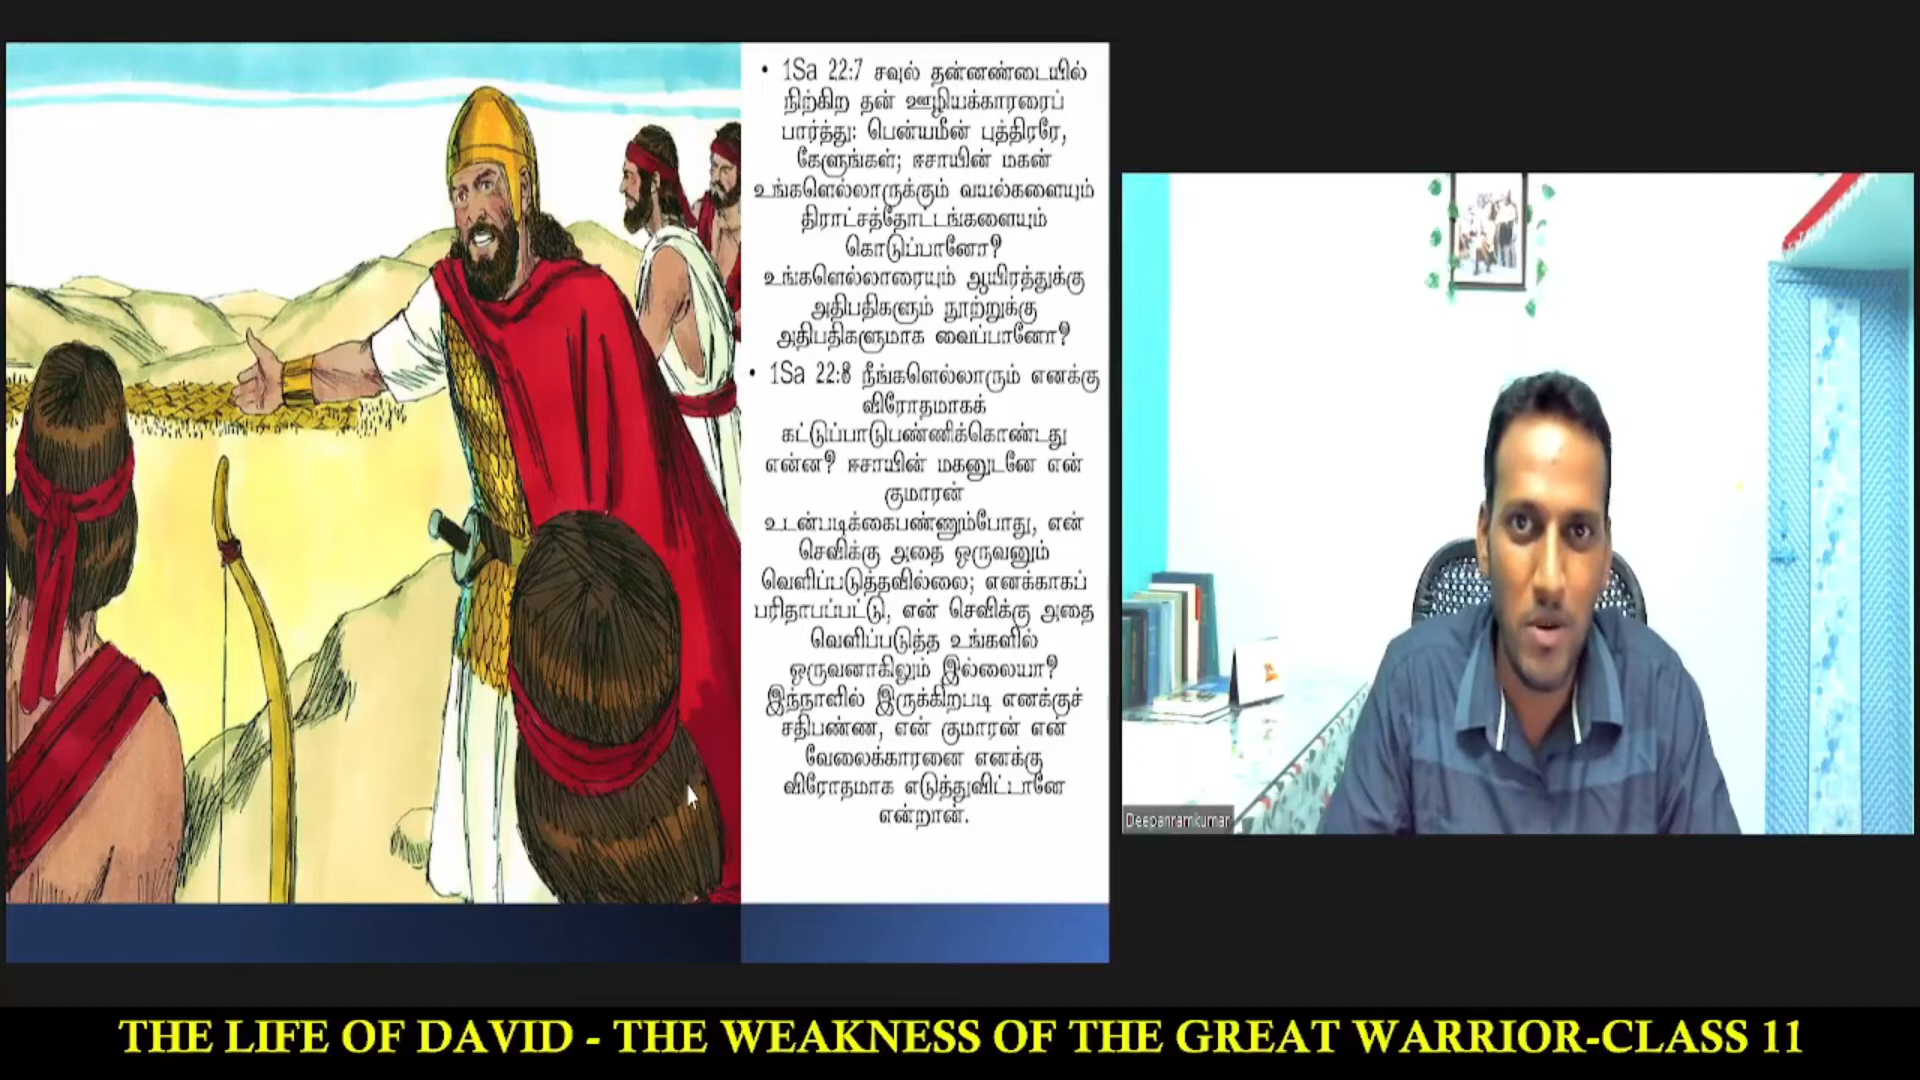 • 1Sa 22:7 சவுல் தன்னண்டையில்
நிற்கிற தன் ஊழியக்காரரைப்
பார்த்து: பென்யமீன் புத்திரரே,
கேளுங்கள்; ஈசாயின் மகன்
உங்களெல்லாருக்கும் வயல்களையும்
திராட்சத்தோட்டங்களையும்
கொடுப்பானோ?
உங்களெல்லாரையும் ஆயிரத்துக்கு
அதிபதிகளும் நூற்றுக்கு
அதிபதிகளுமாக வைப்பானோ?
• 1Sa 22:8 நீங்களெல்லாரும் எனக்கு
விரோதமாகக்
கட்டுப்பாடுபண்ணிக்கொண்டது
என்ன? ஈசாயின் மகனுடனே என்
குமாரன்
உடன்படிக்கைபண்ணும்போது, என்
செவிக்கு அதை ஒருவனும்
வெளிப்படுத்தவில்லை; எனக்காகப்
பரிதாபப்பட்டு, என் செவிக்கு அதை
வெளிப்படுத்த உங்களில்
ஒருவனாகிலும் இல்லையா?
இந்நாளில் இருக்கிறபடி எனக்குச்
சதிபண்ண, என் குமாரன் என்
வேலைக்காரனை எனக்கு
விரோதமாக எடுத்துவிட்டானே
என்றான்.
Deepanramkumar
THE LIFE OF DAVID - THE WEAKNESS OF THE GREAT WARRIOR-CLASS 11